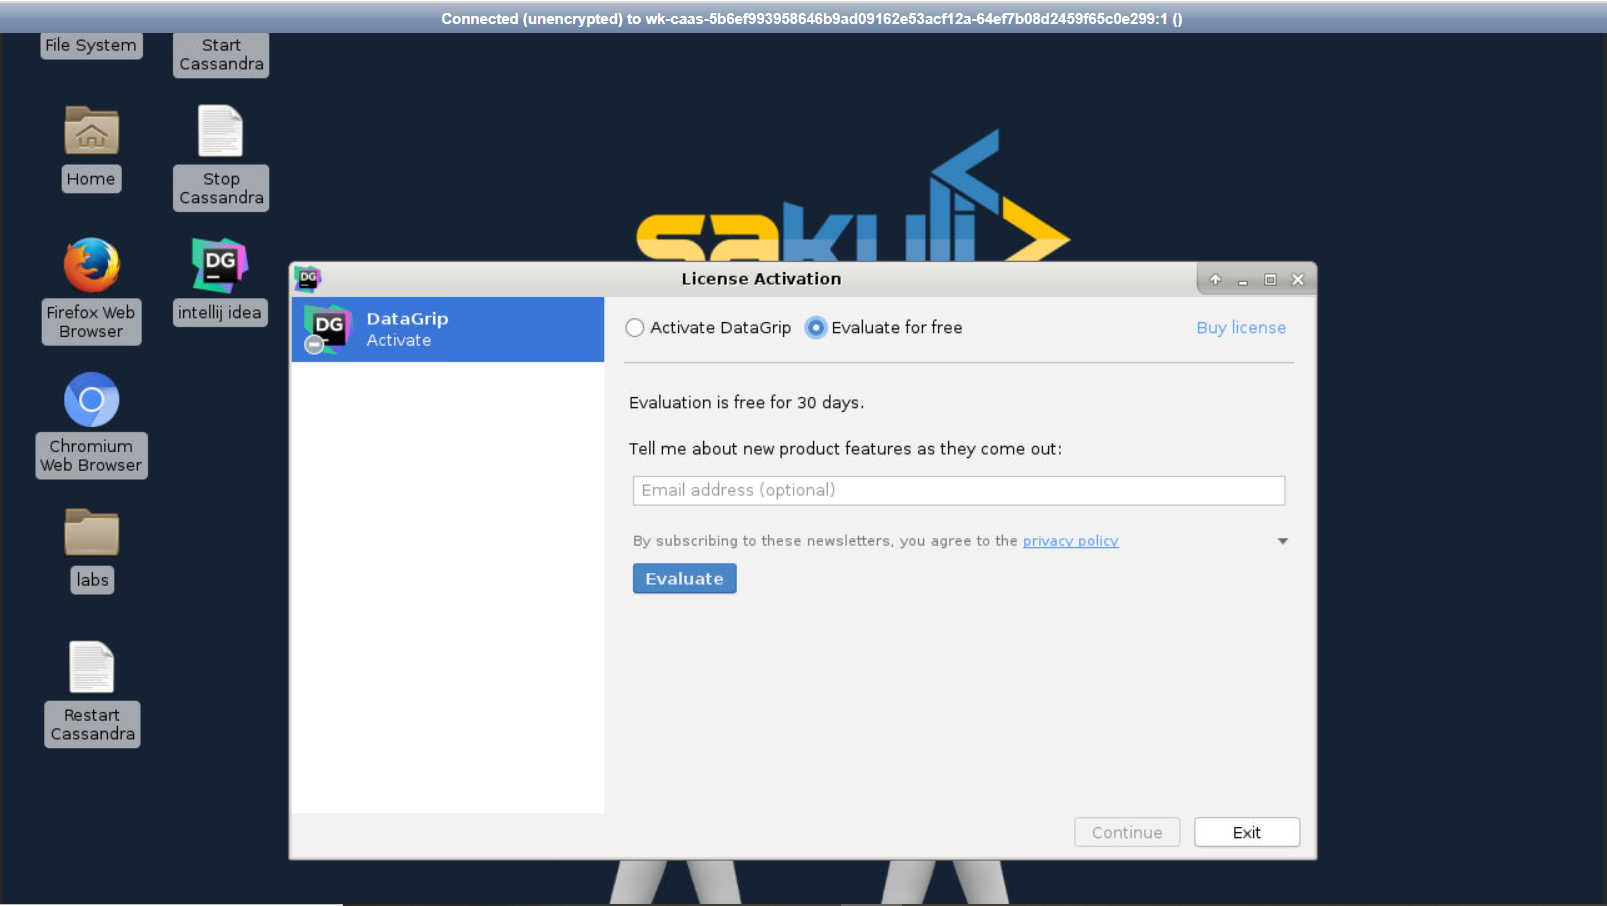 Connected (unencrypted) to wk-caas-5b6ef993958646b9ad09162e53acf12a-64ef7b08d2459f65c0e299:1 ()
File System
Start
Cassandra
Home
Stop
Cassandra
Firefox Web
Browser
DG
intellij idea
Chromium
Web Browser
labs
Restart
Cassandra
sakuli
DG
License Activation
DG
DataGrip
Activate
Activate DataGrip
Evaluate for free
Buy license
Evaluation is free for 30 days.
Tell me about new product features as they come out:
Email address (optional)
By subscribing to these newsletters, you agree to the privacy policy
Evaluate
Continue
Exit